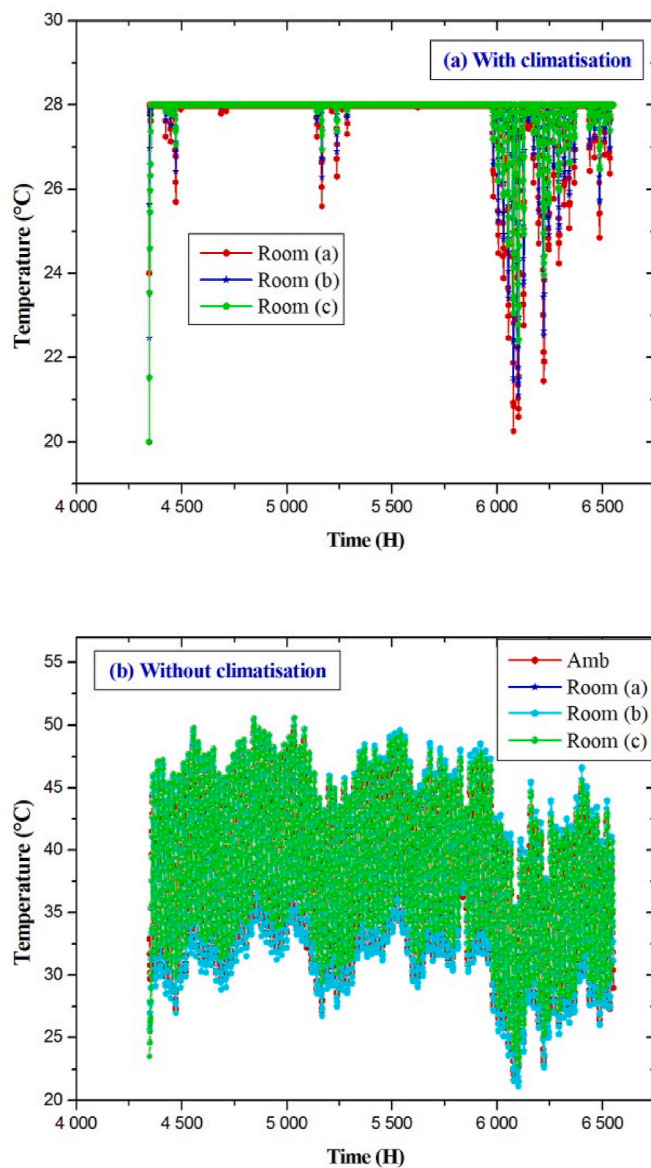 30
(a) With climatisation
28
26
Temperature (°C)
24
Room (a)
Room (b)
Room (c)
22
20
4 000
4 500
5 000
5 500
6 000
6 500
Time (H)
55
(b) Without climatisation
Amb
Room (a)
Room (b)
Room (c)
50
45
40
Temperature (°C)
35
30
25
20
4 000
4 500
5 000
5 500
6 000
6 500
Time (H)